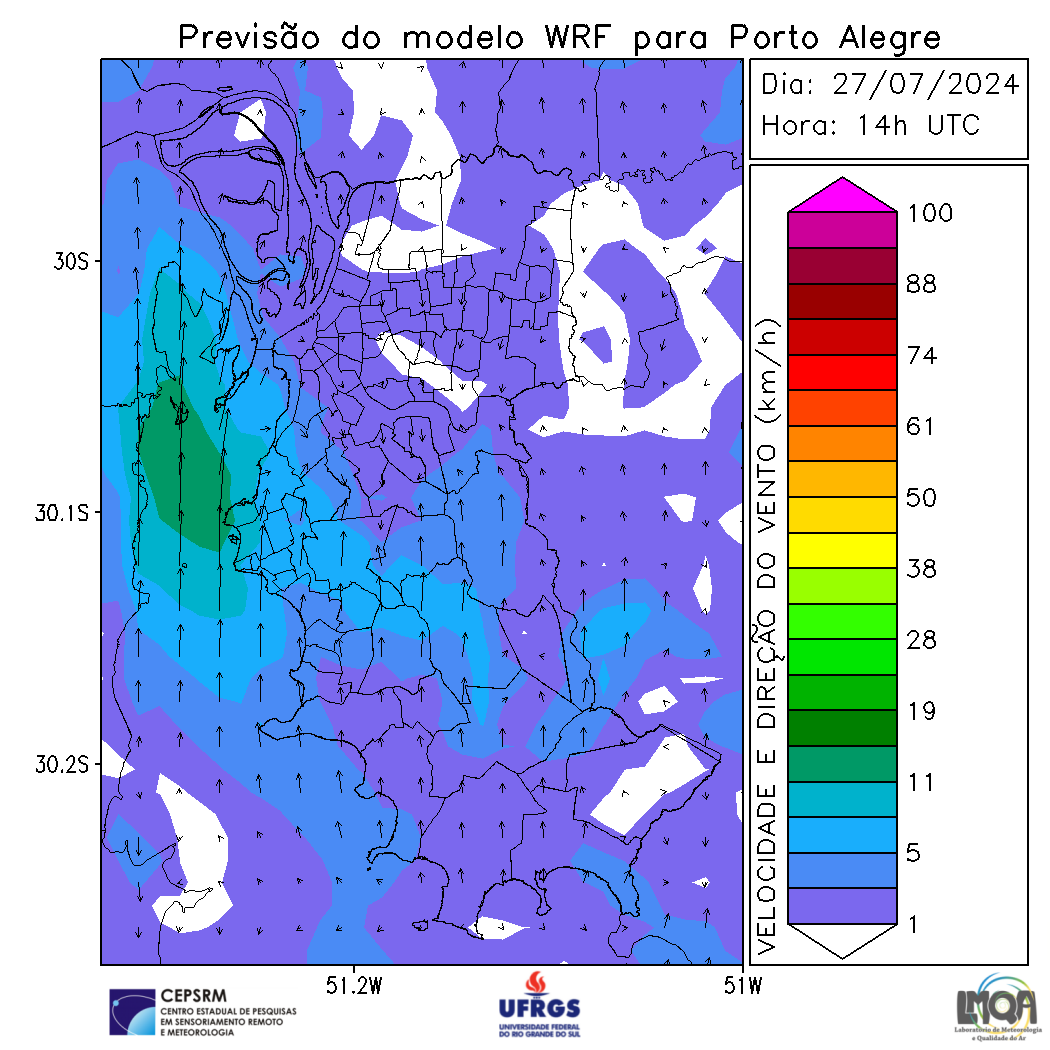 Previsão do modelo WRF para Porto Alegre
Dia: 27/07/2024
Hora: 14h UTC
30S
30.1S
30.2S
51.2W
51W
VELOCIDADE E DIREÇÃO DO VENTO (km/h)
100
88
74
61
50
38
28
19
11
5
1
CEPSRM
CENTRO ESTADUAL DE PESQUISAS
EM SENSORIAMENTO REMOTO
E METEOROLOGIA
UFRGS
UNIVERSIDADE FEDERAL
DO RIO GRANDE DO SUL
LMQA
Laboratório de Meteorologia
e Qualidade do Ar